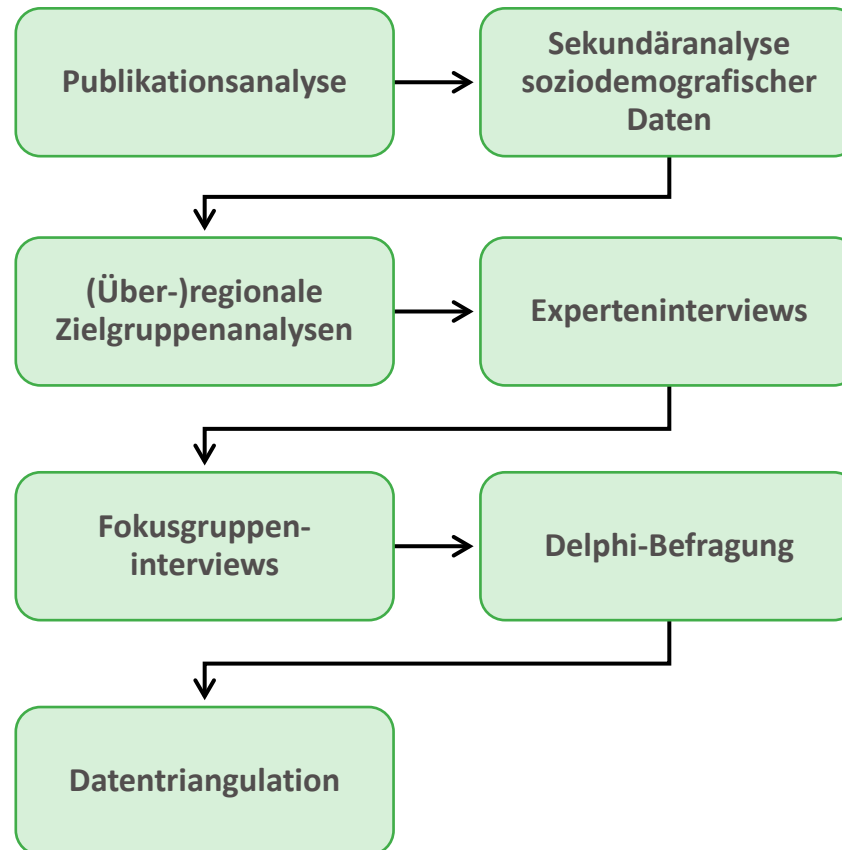 Publikationsanalyse
Sekundäranalyse
soziodemografischer
Daten
(Über-)regionale
Zielgruppenanalysen
Experteninterviews
Fokusgruppen-
interviews
Delphi-Befragung
Datentriangulation